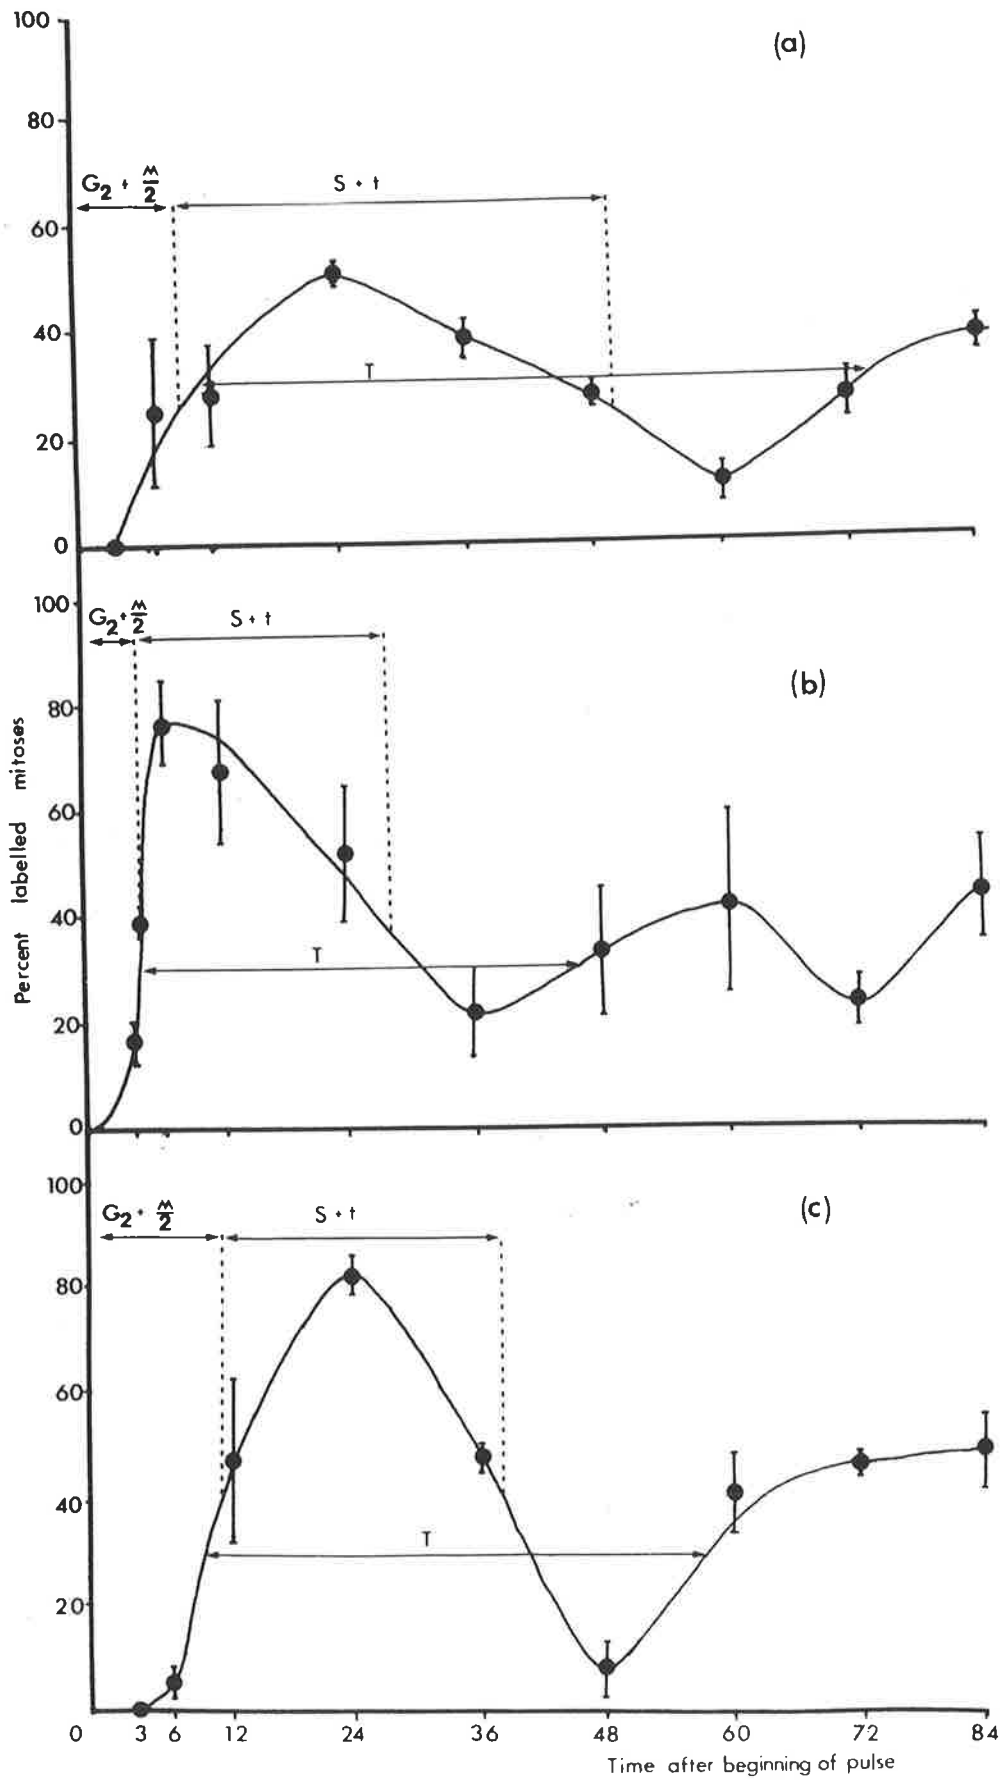 (a)
100
80
60
40
20
0
G2 + M/2
S + t
T
(b)
100
80
60
40
20
0
G2 + M/2
S + t
T
Percent labelled mitoses
(c)
100
80
60
40
20
G2 + M/2
S + t
T
0 3 6 12 24 36 48 60 72 84
Time after beginning of pulse